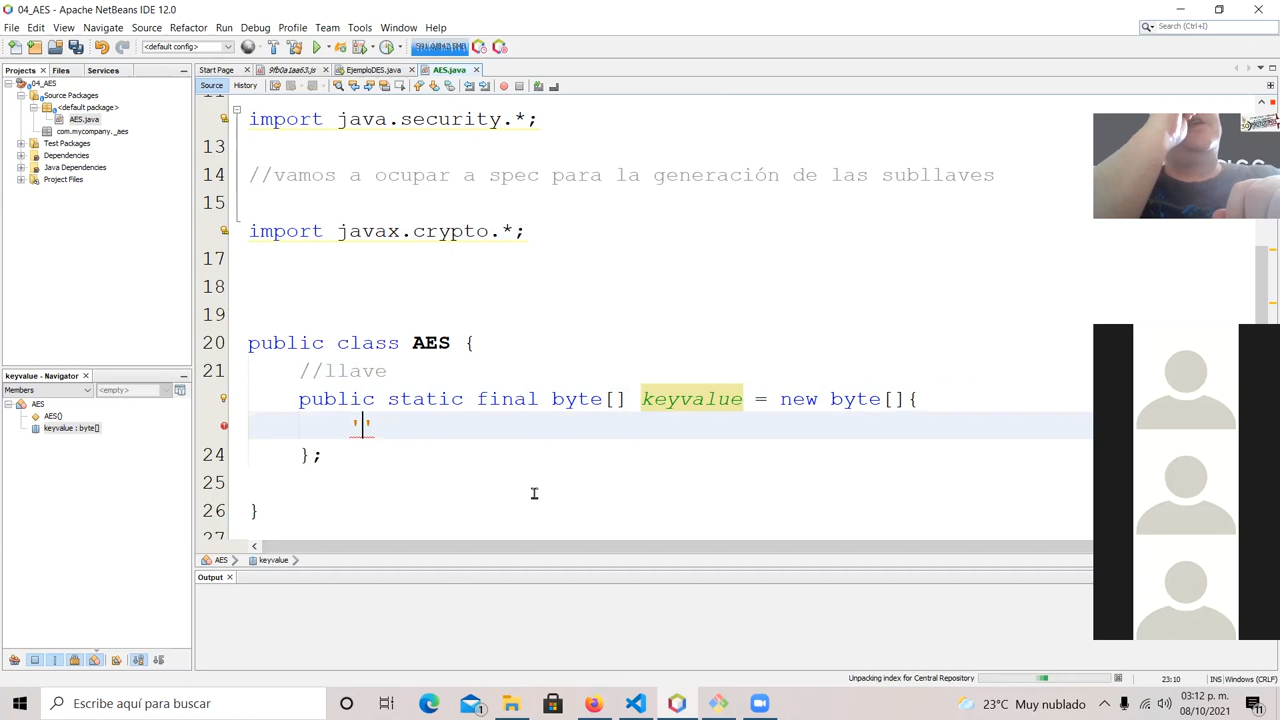 04_AES - Apache NetBeans IDE 12.0
File Edit View Navigate Source Refactor Run Debug Profile Team Tools Window Help
Search (Ctrl+I)
<default config>
Projects Files Services
Start Page 9fb0a1aa63.js EjemploDES.java AES.java
Source History
04_AES
Source Packages
<default package>
AES.java
com.mycompany._aes
Test Packages
Dependencies
Java Dependencies
Project Files
import java.security.*;
13
14 //vamos a ocupar a spec para la generación de las subllaves
15
import javax.crypto.*;
17
18
19
20 public class AES {
21 //llave
public static final byte[] keyvalue = new byte[]{
''
24 };
25
26 }
27
keyvalue - Navigator
Members <empty>
AES
AES()
keyvalue : byte[]
AES keyvalue
Output
Unpacking index for Central Repository
23:10 INS Windows (CRLF)
Escribe aquí para buscar
1
23°C Muy nublado
03:12 p. m.
08/10/2021
11